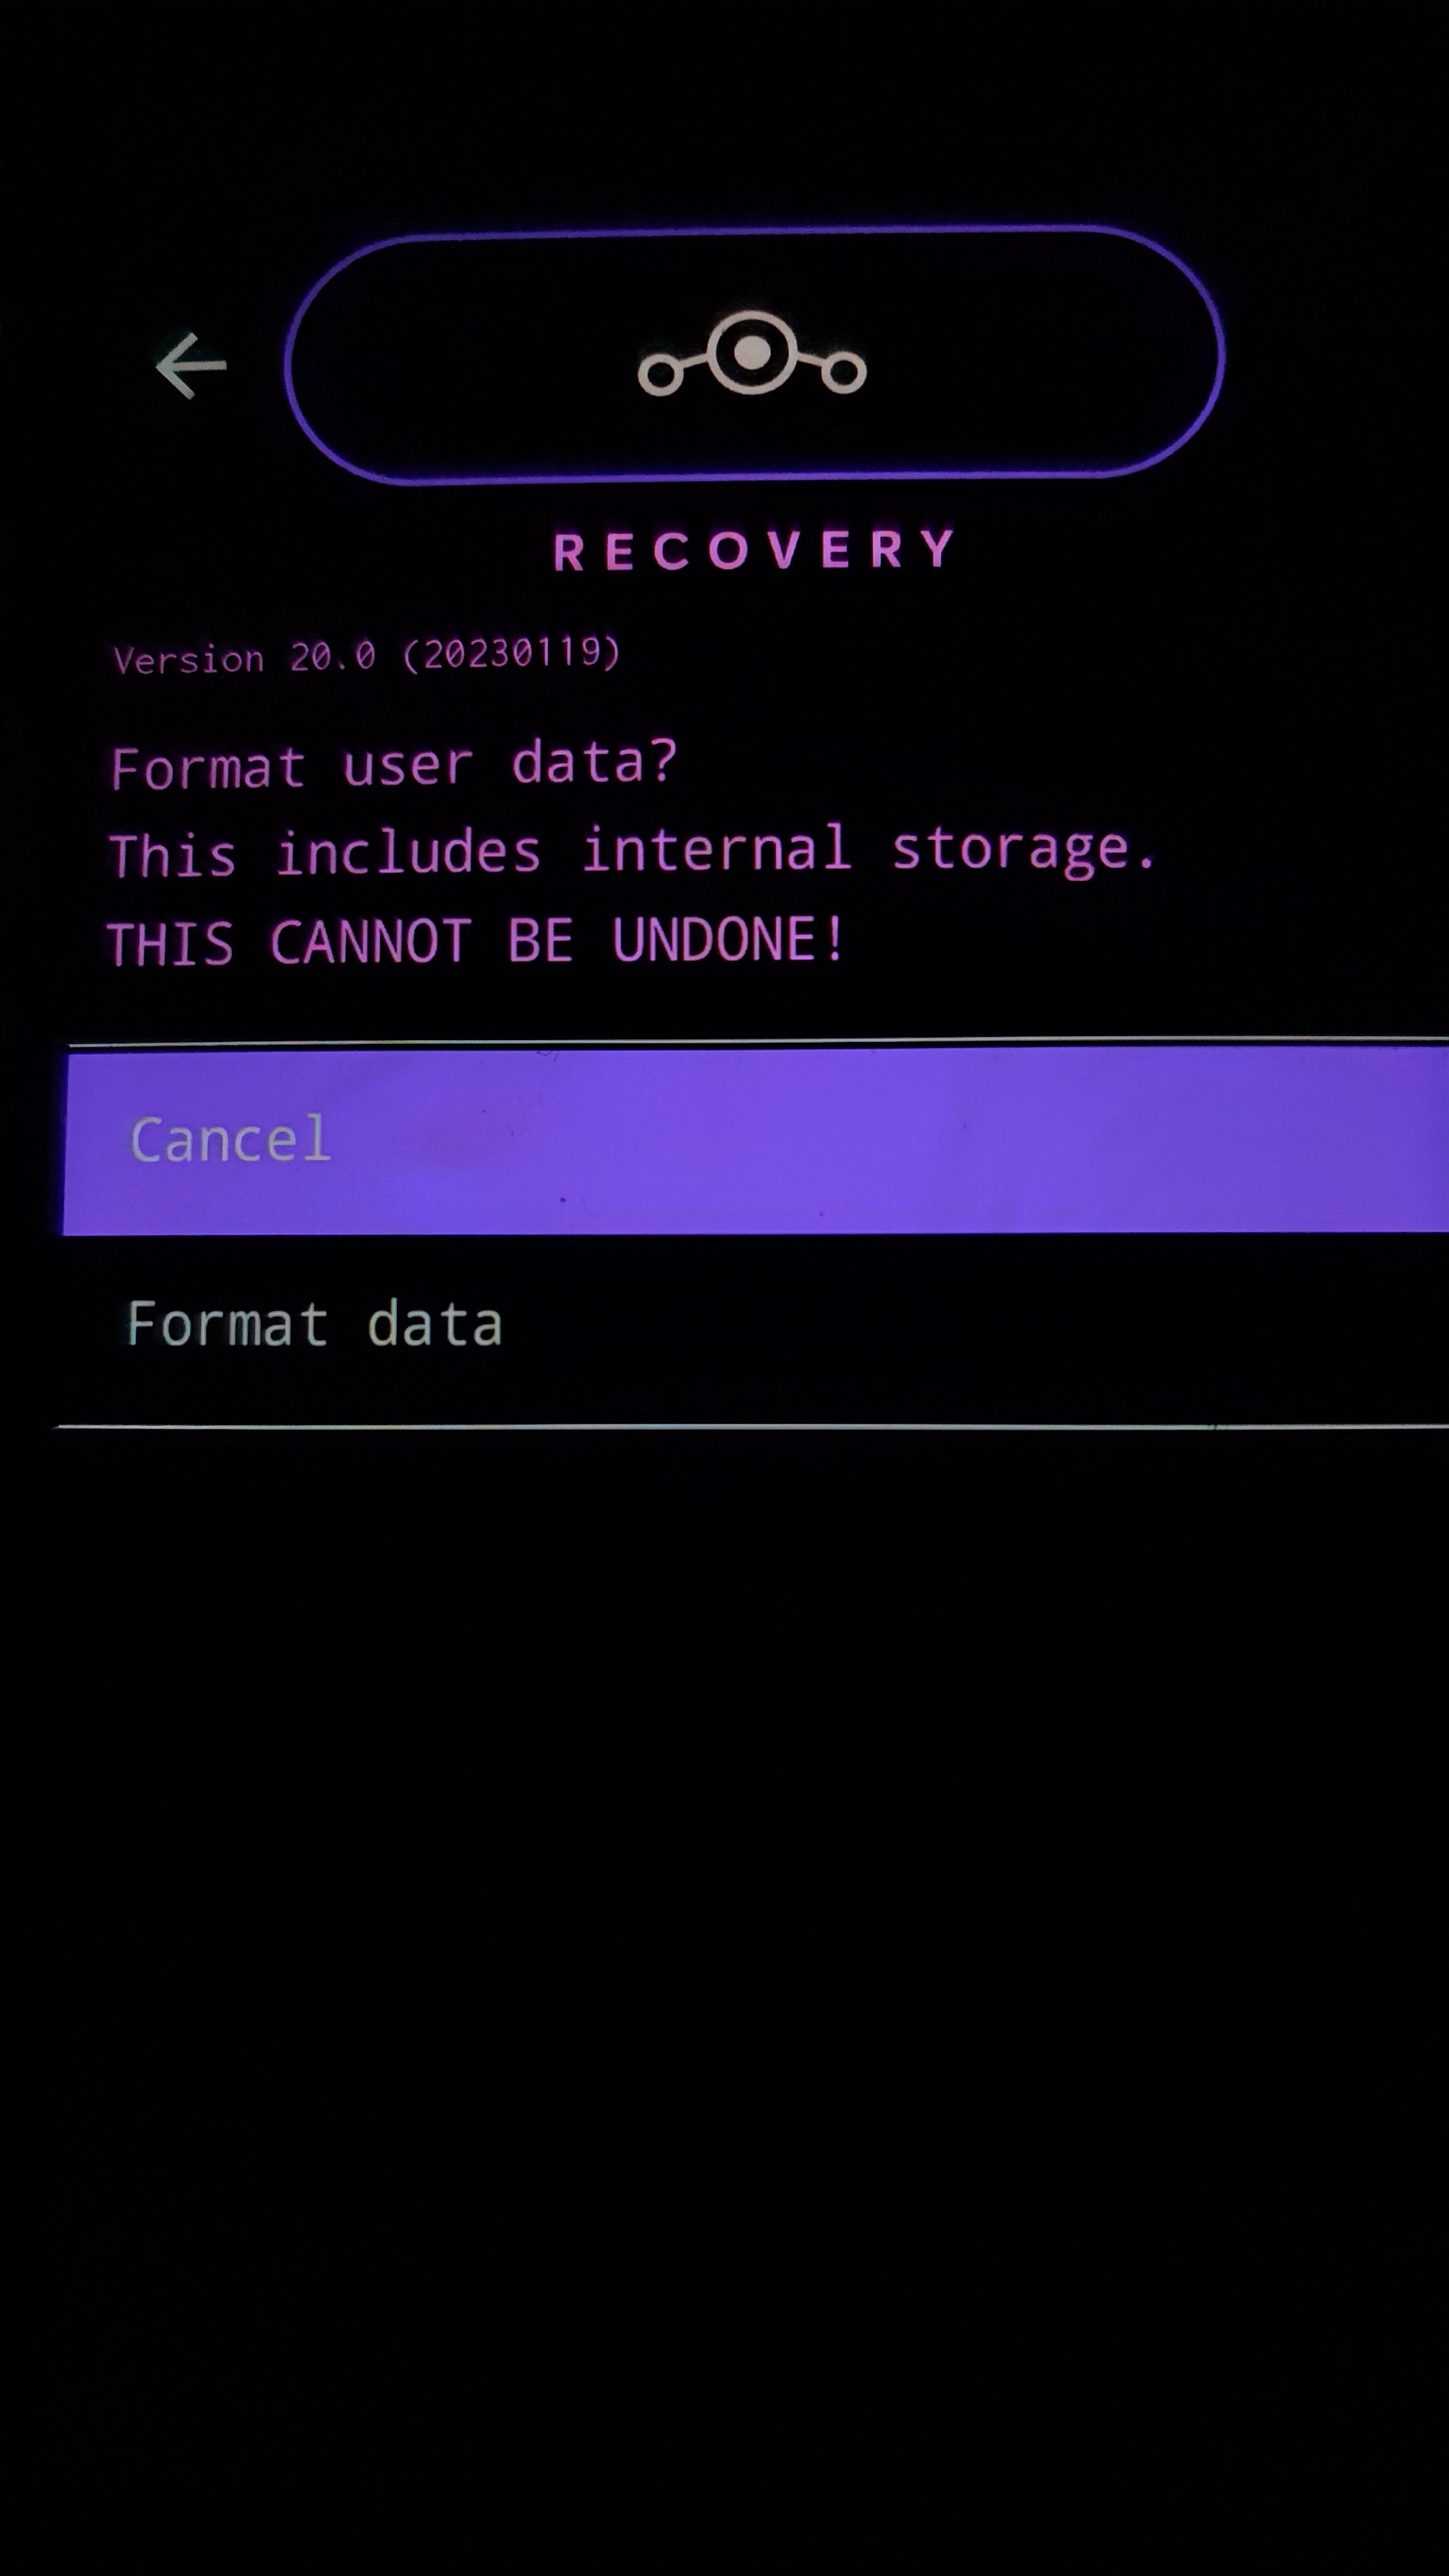 RECOVERY
Version 20.0 (20230119)
Format user data?
This includes internal storage.
THIS CANNOT BE UNDONE!
Cancel
Format data